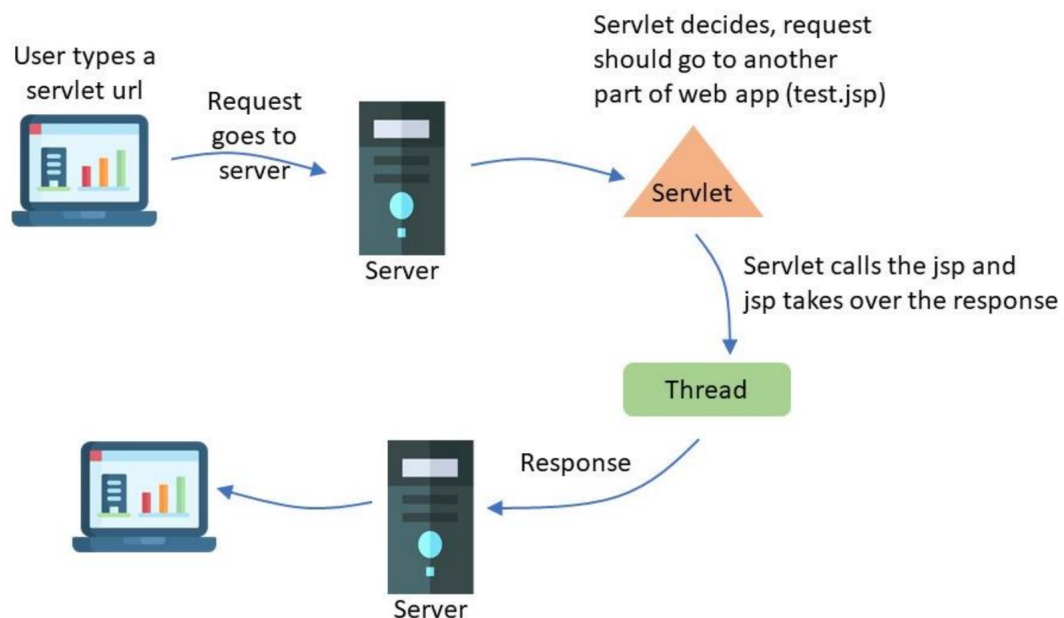 User types a
servlet url
Request
goes to
server
Server
Servlet decides, request
should go to another
part of web app (test.jsp)
Servlet
Servlet calls the jsp and
jsp takes over the response
Thread
Response
Server